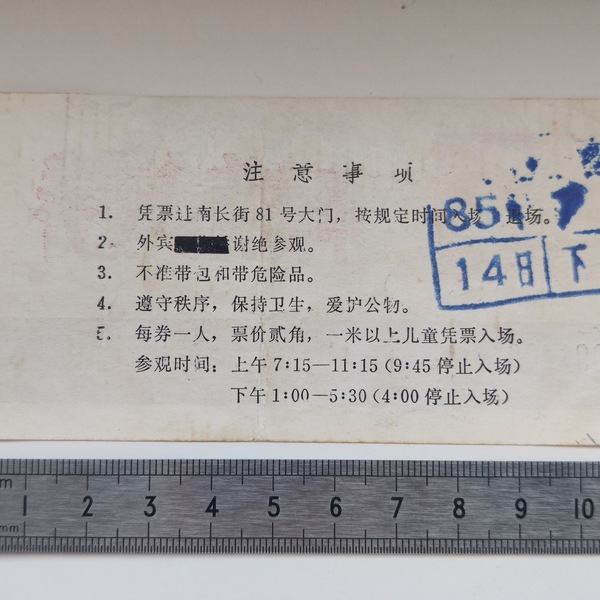 注意事项
1. 凭票进南长街81号大门，按规定时间入场、退场。
2. 外宾 谢绝参观。
3. 不准带包和带危险品。
4. 遵守秩序，保持卫生，爱护公物。
5. 每券一人，票价贰角，一米以上儿童凭票入场。
参观时间：上午7:15—11:15(9:45停止入场)
下午1:00—5:30(4:00停止入场)
851
14日 下
1 2 3 4 5 6 7 8 9 10
mm